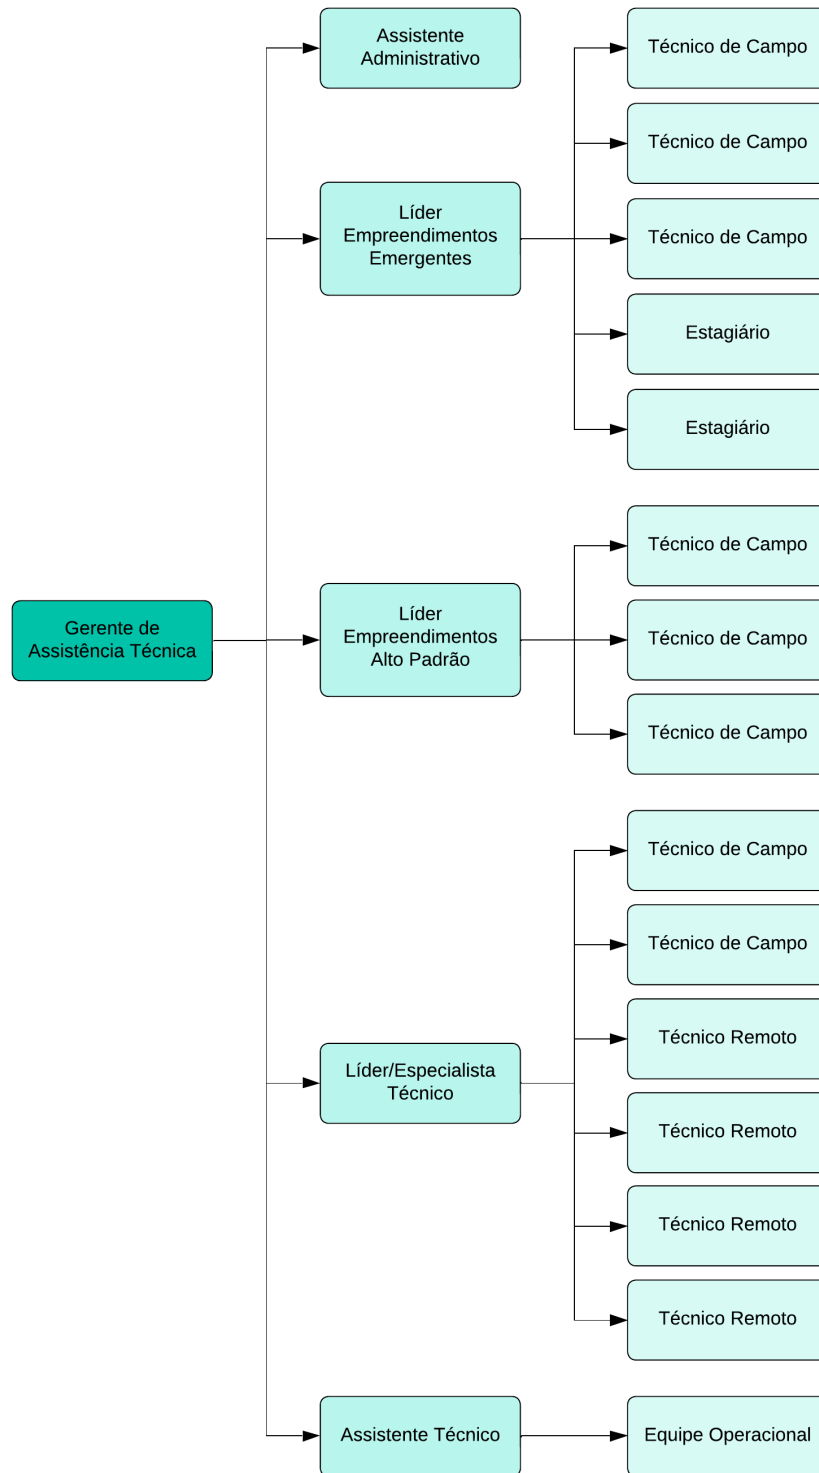 Assistente
Administrativo
Técnico de Campo
Técnico de Campo
Líder
Empreendimentos
Emergentes
Técnico de Campo
Estagiário
Estagiário
Técnico de Campo
Gerente de
Assistência Técnica
Líder
Empreendimentos
Alto Padrão
Técnico de Campo
Técnico de Campo
Técnico de Campo
Técnico de Campo
Técnico Remoto
Líder/Especialista
Técnico
Técnico Remoto
Técnico Remoto
Técnico Remoto
Assistente Técnico
Equipe Operacional